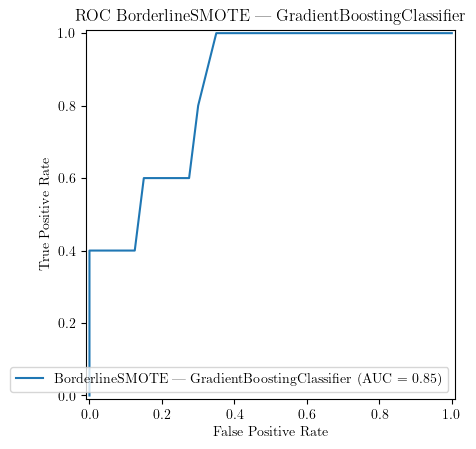 ROC BorderlineSMOTE — GradientBoostingClassifier
1.0
0.8
0.6
0.4
0.2
0.0
True Positive Rate
BorderlineSMOTE — GradientBoostingClassifier (AUC = 0.85)
0.0 0.2 0.4 0.6 0.8 1.0
False Positive Rate